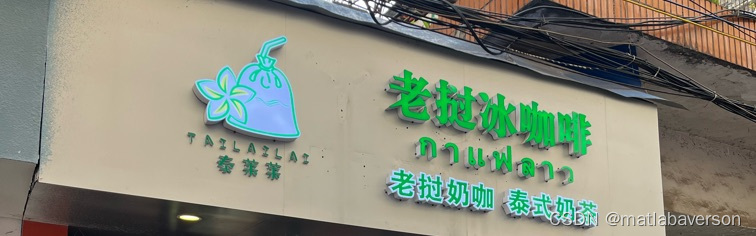 TAILAILAI
泰莱莱
老挝冰咖啡
กาแฟลาว
老挝奶咖 泰式奶茶
CSDN @matlabaverson